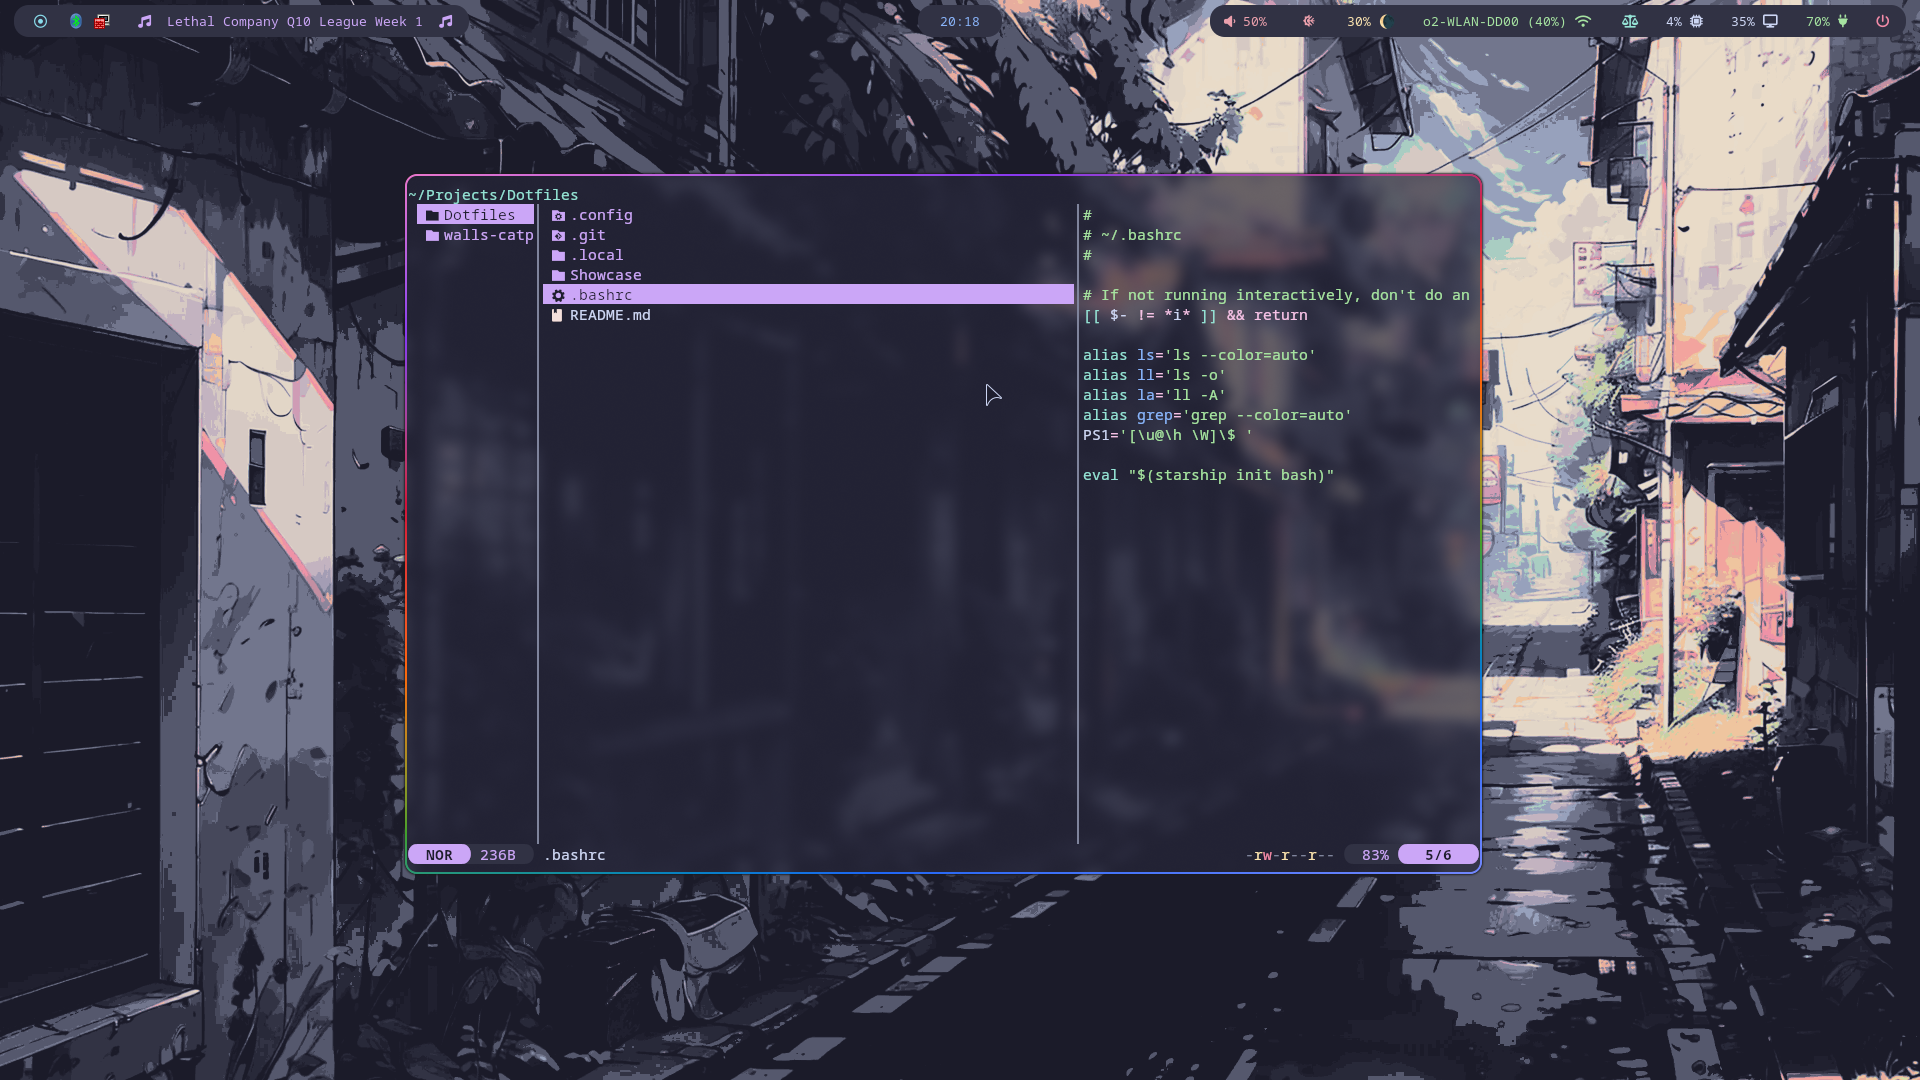 Lethal Company Q10 League Week 1
20:18
50%
30%
o2-WLAN-DD00 (40%)
4%
35%
70%
~/Projects/Dotfiles
Dotfiles
walls-catp
.config
.git
.local
Showcase
.bashrc
README.md
#
# ~/.bashrc
#
# If not running interactively, don't do an
[[ $- != *i* ]] && return
alias ls='ls --color=auto'
alias ll='ls -o'
alias la='ll -A'
alias grep='grep --color=auto'
PS1='[\u@\h \W]\$ '
eval "$(starship init bash)"
NOR 236B .bashrc
-rw-r--r-- 83% 5/6